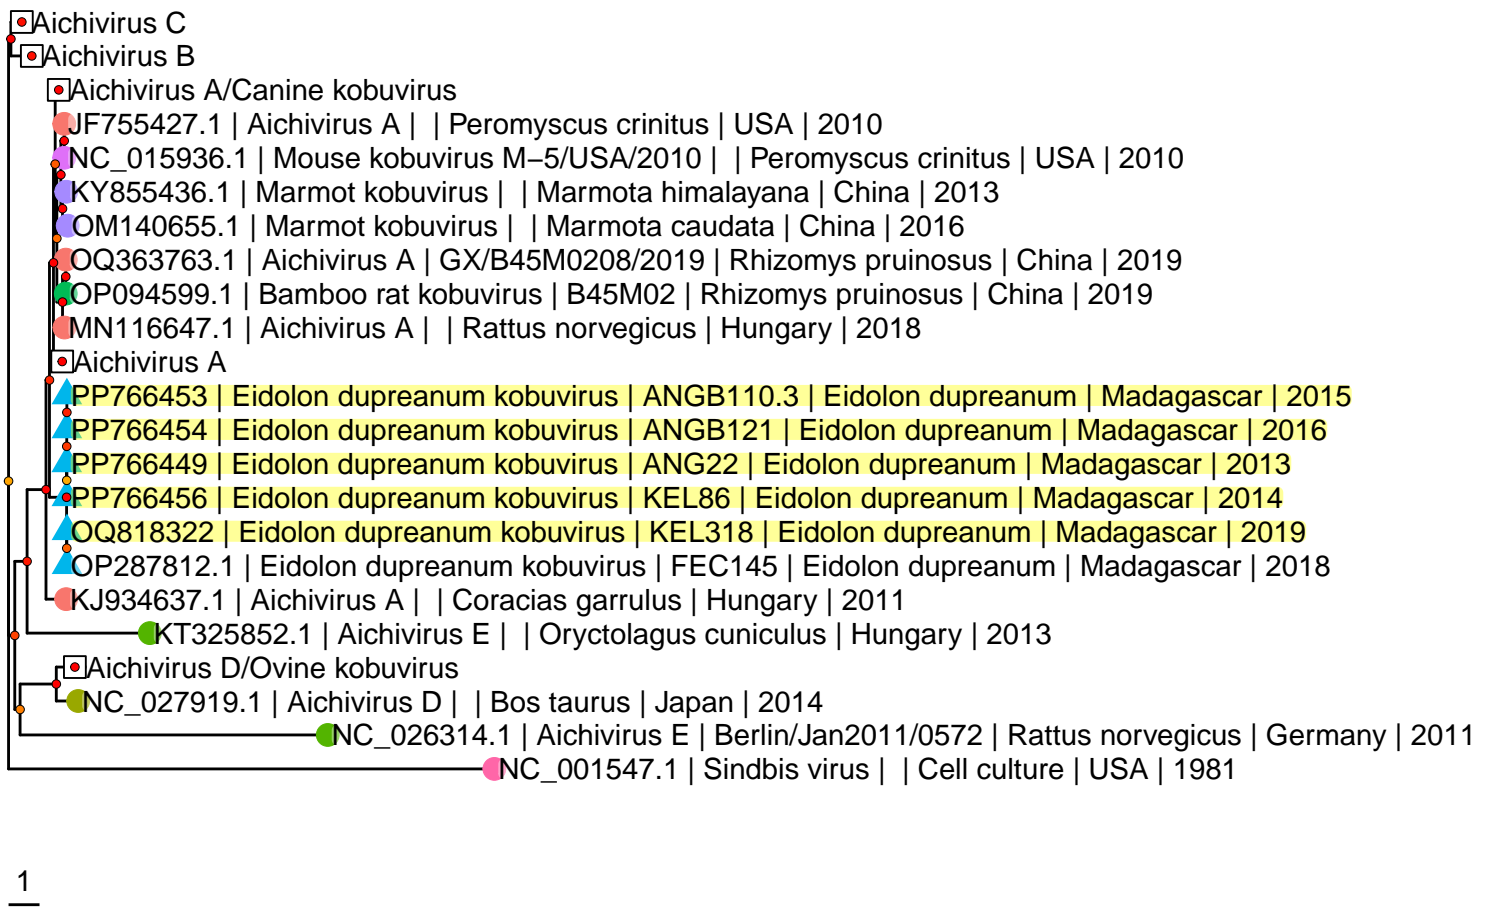 Aichivirus C
Aichivirus B
Aichivirus A/Canine kobuvirus
JF755427.1 | Aichivirus A | | Peromyscus crinitus | USA | 2010
NC_015936.1 | Mouse kobuvirus M−5/USA/2010 | | Peromyscus crinitus | USA | 2010
KY855436.1 | Marmot kobuvirus | | Marmota himalayana | China | 2013
OM140655.1 | Marmot kobuvirus | | Marmota caudata | China | 2016
OQ363763.1 | Aichivirus A | GX/B45M0208/2019 | Rhizomys pruinosus | China | 2019
OP094599.1 | Bamboo rat kobuvirus | B45M02 | Rhizomys pruinosus | China | 2019
MN116647.1 | Aichivirus A | | Rattus norvegicus | Hungary | 2018
Aichivirus A
PP766453 | Eidolon dupreanum kobuvirus | ANGB110.3 | Eidolon dupreanum | Madagascar | 2015
PP766454 | Eidolon dupreanum kobuvirus | ANGB121 | Eidolon dupreanum | Madagascar | 2016
PP766449 | Eidolon dupreanum kobuvirus | ANG22 | Eidolon dupreanum | Madagascar | 2013
PP766456 | Eidolon dupreanum kobuvirus | KEL86 | Eidolon dupreanum | Madagascar | 2014
OQ818322 | Eidolon dupreanum kobuvirus | KEL318 | Eidolon dupreanum | Madagascar | 2019
OP287812.1 | Eidolon dupreanum kobuvirus | FEC145 | Eidolon dupreanum | Madagascar | 2018
KJ934637.1 | Aichivirus A | | Coracias garrulus | Hungary | 2011
KT325852.1 | Aichivirus E | | Oryctolagus cuniculus | Hungary | 2013
Aichivirus D/Ovine kobuvirus
NC_027919.1 | Aichivirus D | | Bos taurus | Japan | 2014
NC_026314.1 | Aichivirus E | Berlin/Jan2011/0572 | Rattus norvegicus | Germany | 2011
NC_001547.1 | Sindbis virus | | Cell culture | USA | 1981
1